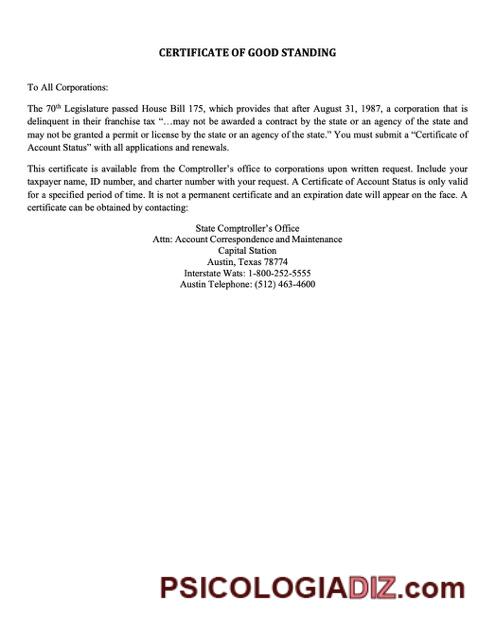 CERTIFICATE OF GOOD STANDING
To All Corporations:
The 70th Legislature passed House Bill 175, which provides that after August 31, 1987, a corporation that is
delinquent in their franchise tax “…may not be awarded a contract by the state or an agency of the state and
may not be granted a permit or license by the state or an agency of the state.” You must submit a “Certificate of
Account Status” with all applications and renewals.
This certificate is available from the Comptroller’s office to corporations upon written request. Include your
taxpayer name, ID number, and charter number with your request. A Certificate of Account Status is only valid
for a specified period of time. It is not a permanent certificate and an expiration date will appear on the face. A
certificate can be obtained by contacting:
State Comptroller’s Office
Attn: Account Correspondence and Maintenance
Capital Station
Austin, Texas 78774
Interstate Wats: 1-800-252-5555
Austin Telephone: (512) 463-4600
PSICOLOGIADIZ.com